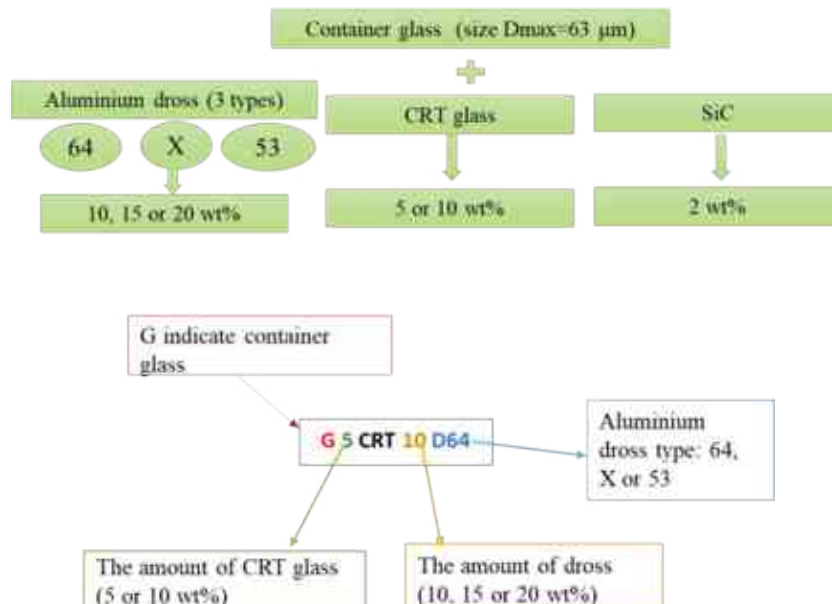 Container glass (size Dmax=63 μm)
Aluminium dross (3 types)
CRT glass
SiC
64
X
53
10, 15 or 20 wt%
5 or 10 wt%
2 wt%
G indicate container
glass
G 5 CRT 10 D64
Aluminium
dross type: 64,
X or 53
The amount of CRT glass
(5 or 10 wt%)
The amount of dross
(10, 15 or 20 wt%)